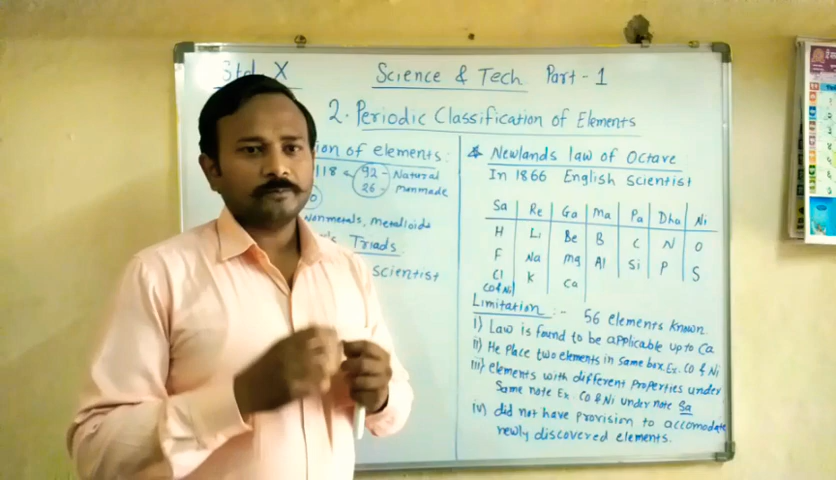 Std X
Science & Tech Part - 1
2. Periodic Classification of Elements
ion of elements:
118 92 - Natural
26 - manmade
Nonmetals, Metalloids
Triads
scientist
Newlands law of Octave
In 1866 English scientist
Sa Re Ga Ma Pa Dha Ni
H Li Be B C N O
F Na Mg Al Si P S
Cl K Ca
Co & Ni
Limitation :- 56 elements known
i) Law is found to be applicable up to Ca
ii) He place two elements in same box. Ex. Co & Ni
iii) elements with different properties under
Same note Ex. Co & Ni under note Sa
iv) did not have provision to accomodate
newly discovered elements.